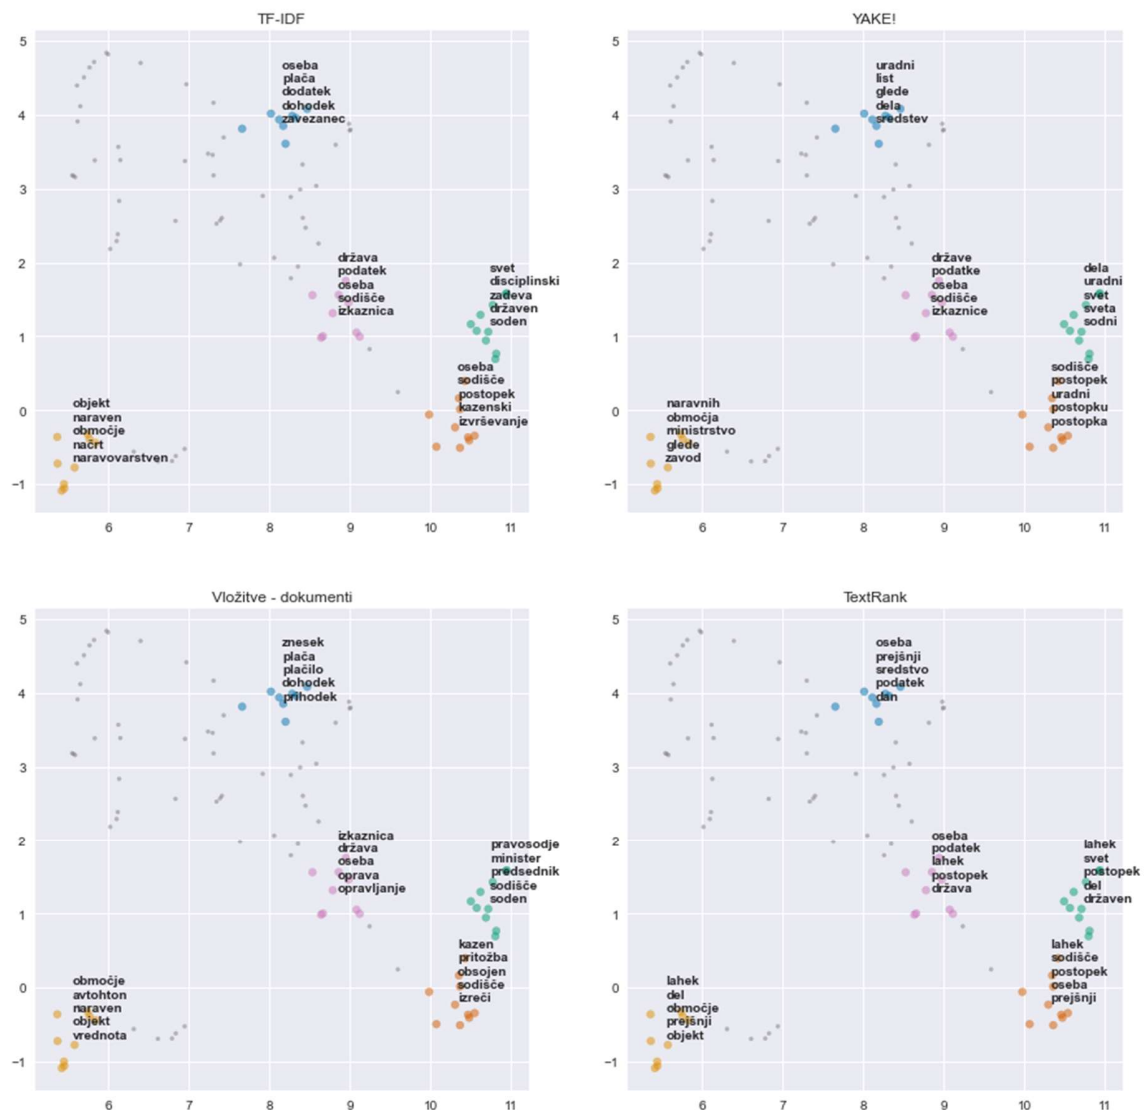 TF-IDF
5
4
3
2
1
0
−1
6 7 8 9 10 11
oseba
plača
dodatek
dohodek
zavezanec
država
podatek
oseba
sodišče
izkaznica
svet
disciplinski
zadeva
državen
soden
oseba
sodišče
postopek
kazenski
izvrševanje
objekt
naraven
območje
načrt
naravovarstven
YAKE!
5
4
3
2
1
0
−1
6 7 8 9 10 11
uradni
list
glede
dela
sredstev
države
podatke
oseba
sodišče
izkaznice
dela
uradni
svet
sveta
sodni
sodišče
postopek
uradni
postopku
postopka
naravnih
območja
ministrstvo
glede
zavod
Vložitve - dokumenti
5
4
3
2
1
0
−1
6 7 8 9 10 11
znesek
plača
plačilo
dohodek
prihodek
izkaznica
država
oseba
oprava
opravljanje
pravosodje
minister
predsednik
sodišče
soden
kazen
pritožba
obsojen
sodišče
izreči
območje
avtohton
naraven
objekt
vrednota
TextRank
5
4
3
2
1
0
−1
6 7 8 9 10 11
oseba
prejšnji
sredstvo
podatek
dan
oseba
podatek
lahek
postopek
država
lahek
svet
postopek
del
državen
lahek
sodišče
postopek
oseba
prejšnji
lahek
del
območje
prejšnji
objekt